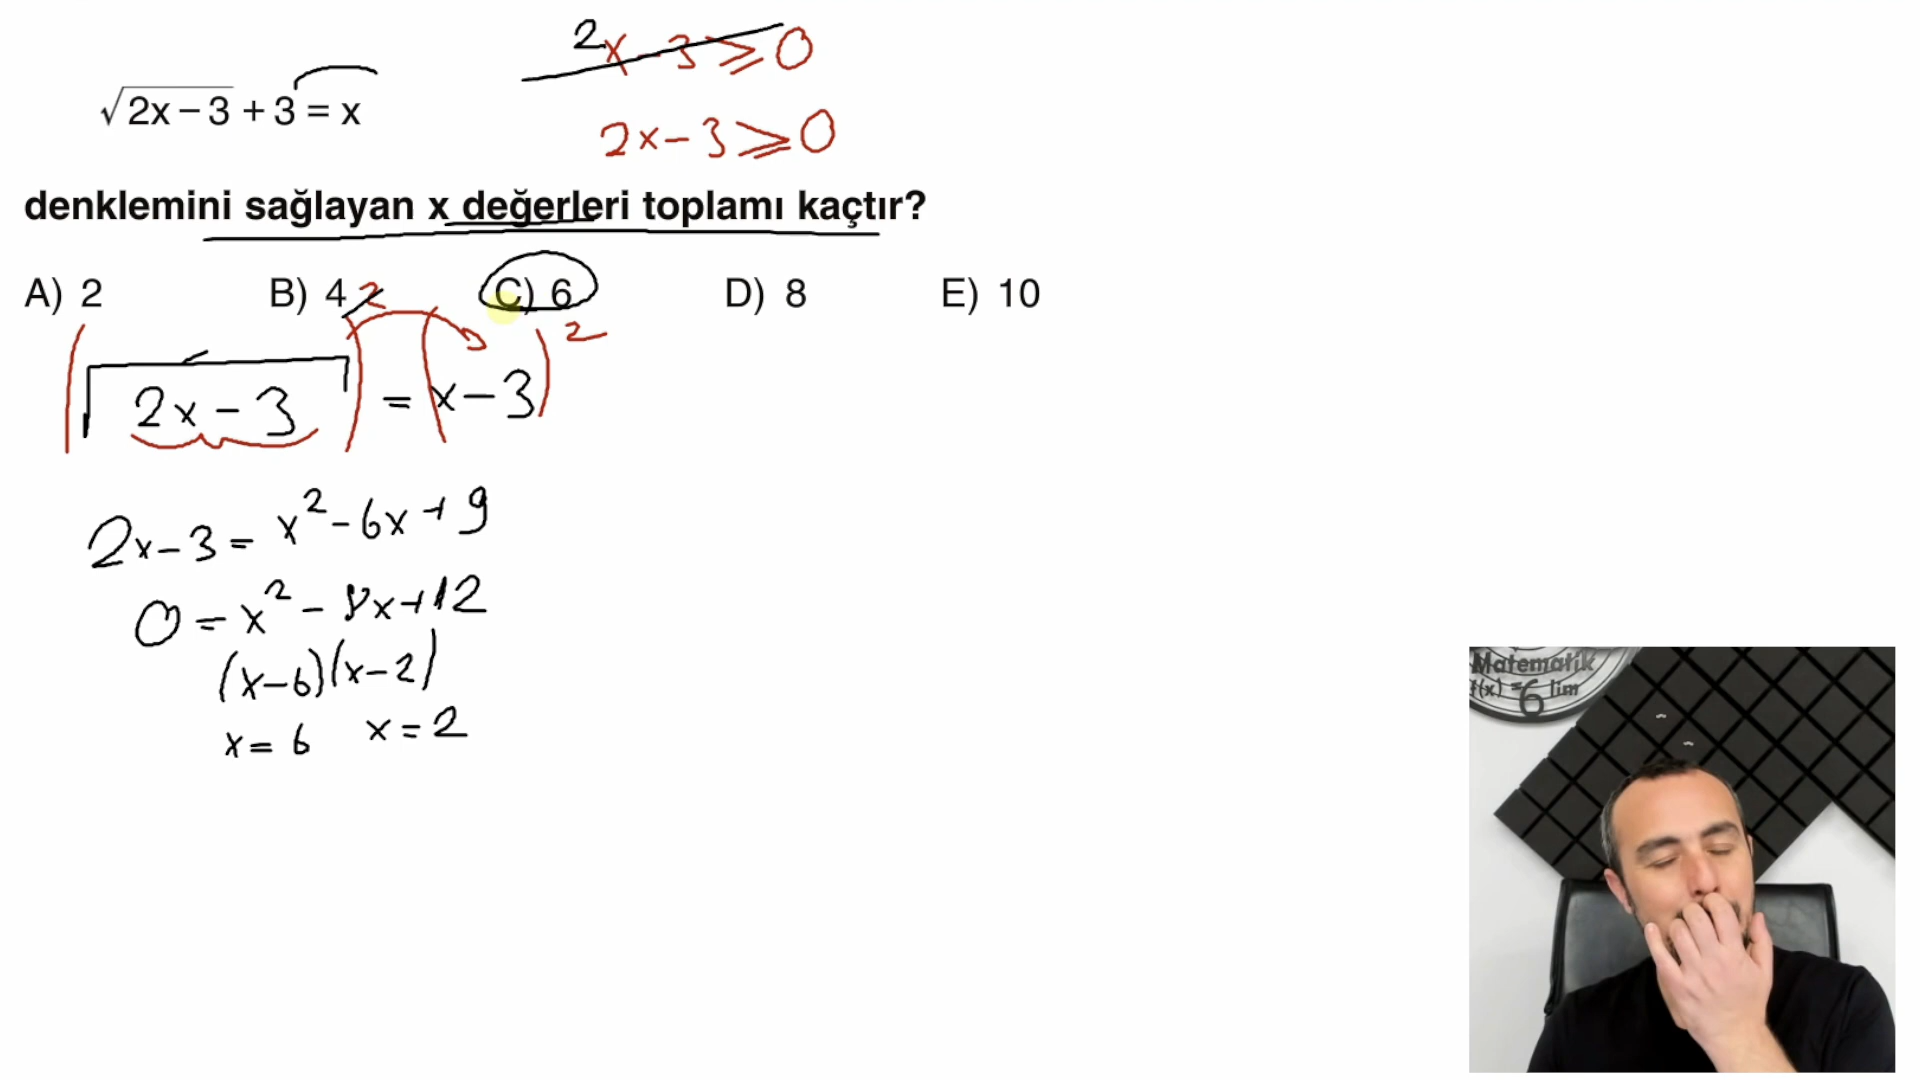 2x - 3 ≥ 0
√2x − 3 + 3 = x
2x - 3 ≥ 0
denklemini sağlayan x değerleri toplamı kaçtır?
A) 2 B) 4 C) 6 D) 8 E) 10
(√2x - 3)² = (x - 3)²
2x - 3 = x² - 6x + 9
0 = x² - 8x + 12
(x - 6)(x - 2)
x = 6 x = 2
Matematik
f(x) = 6 lim